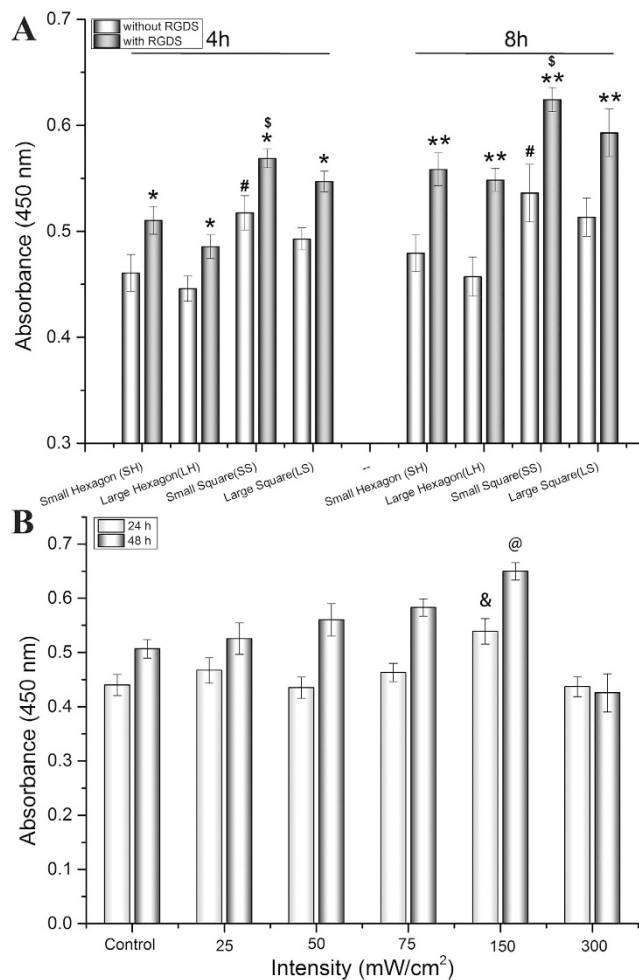 A
without RGDS
with RGDS
4h
8h
0.7
0.6
0.5
0.4
0.3
Absorbance (450 nm)
*
*
#
$
*
*
**
**
#
$
**
**
Small Hexagon (SH)
Large Hexagon(LH)
Small Square(SS)
Large Square(LS)
--
Small Hexagon (SH)
Large Hexagon(LH)
Small Square(SS)
Large Square(LS)
B
24 h
48 h
0.7
0.6
0.5
0.4
0.3
0.2
0.1
0.0
Absorbance (450 nm)
&
@
Control
25
50
75
150
300
Intensity (mW/cm²)